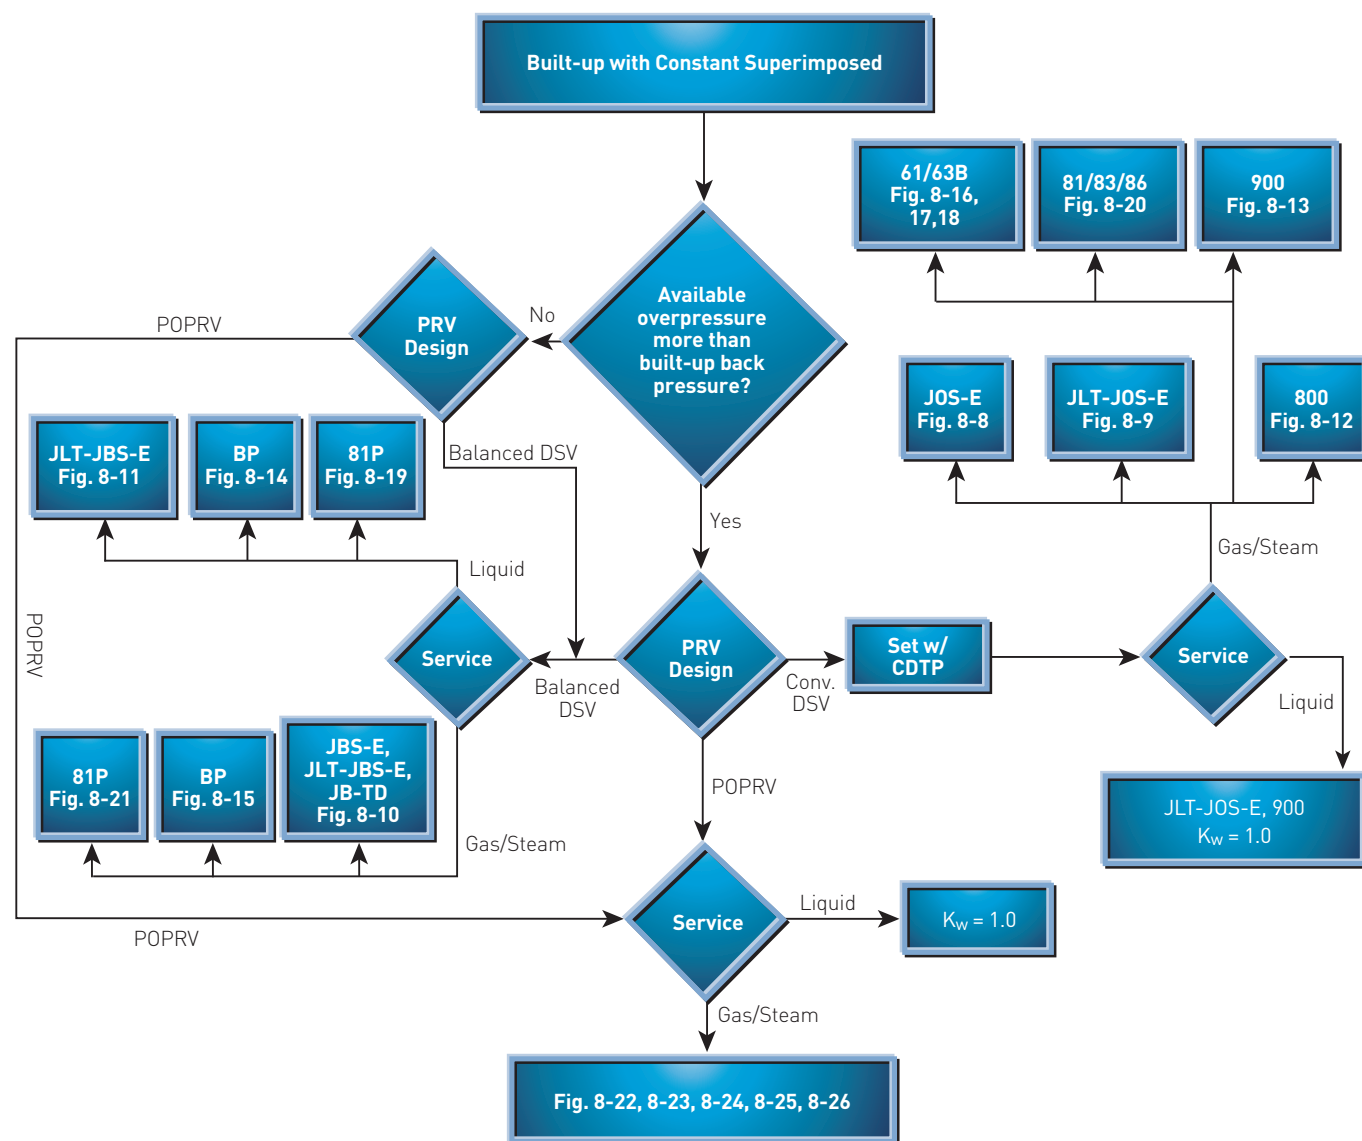 Built-up with Constant Superimposed
61/63B
Fig. 8-16,
17,18
81/83/86
Fig. 8-20
900
Fig. 8-13
Available
overpressure
more than
built-up back
pressure?
No
PRV
Design
POPRV
JOS-E
Fig. 8-8
JLT-JOS-E
Fig. 8-9
800
Fig. 8-12
JLT-JBS-E
Fig. 8-11
BP
Fig. 8-14
81P
Fig. 8-19
Balanced DSV
Yes
Gas/Steam
Liquid
POPRV
Service
Balanced
DSV
PRV
Design
Conv.
DSV
Set w/
CDTP
Service
Liquid
81P
Fig. 8-21
BP
Fig. 8-15
JBS-E,
JLT-JBS-E,
JB-TD
Fig. 8-10
Gas/Steam
POPRV
JLT-JOS-E, 900
Kw = 1.0
POPRV
Service
Liquid
Kw = 1.0
Gas/Steam
Fig. 8-22, 8-23, 8-24, 8-25, 8-26